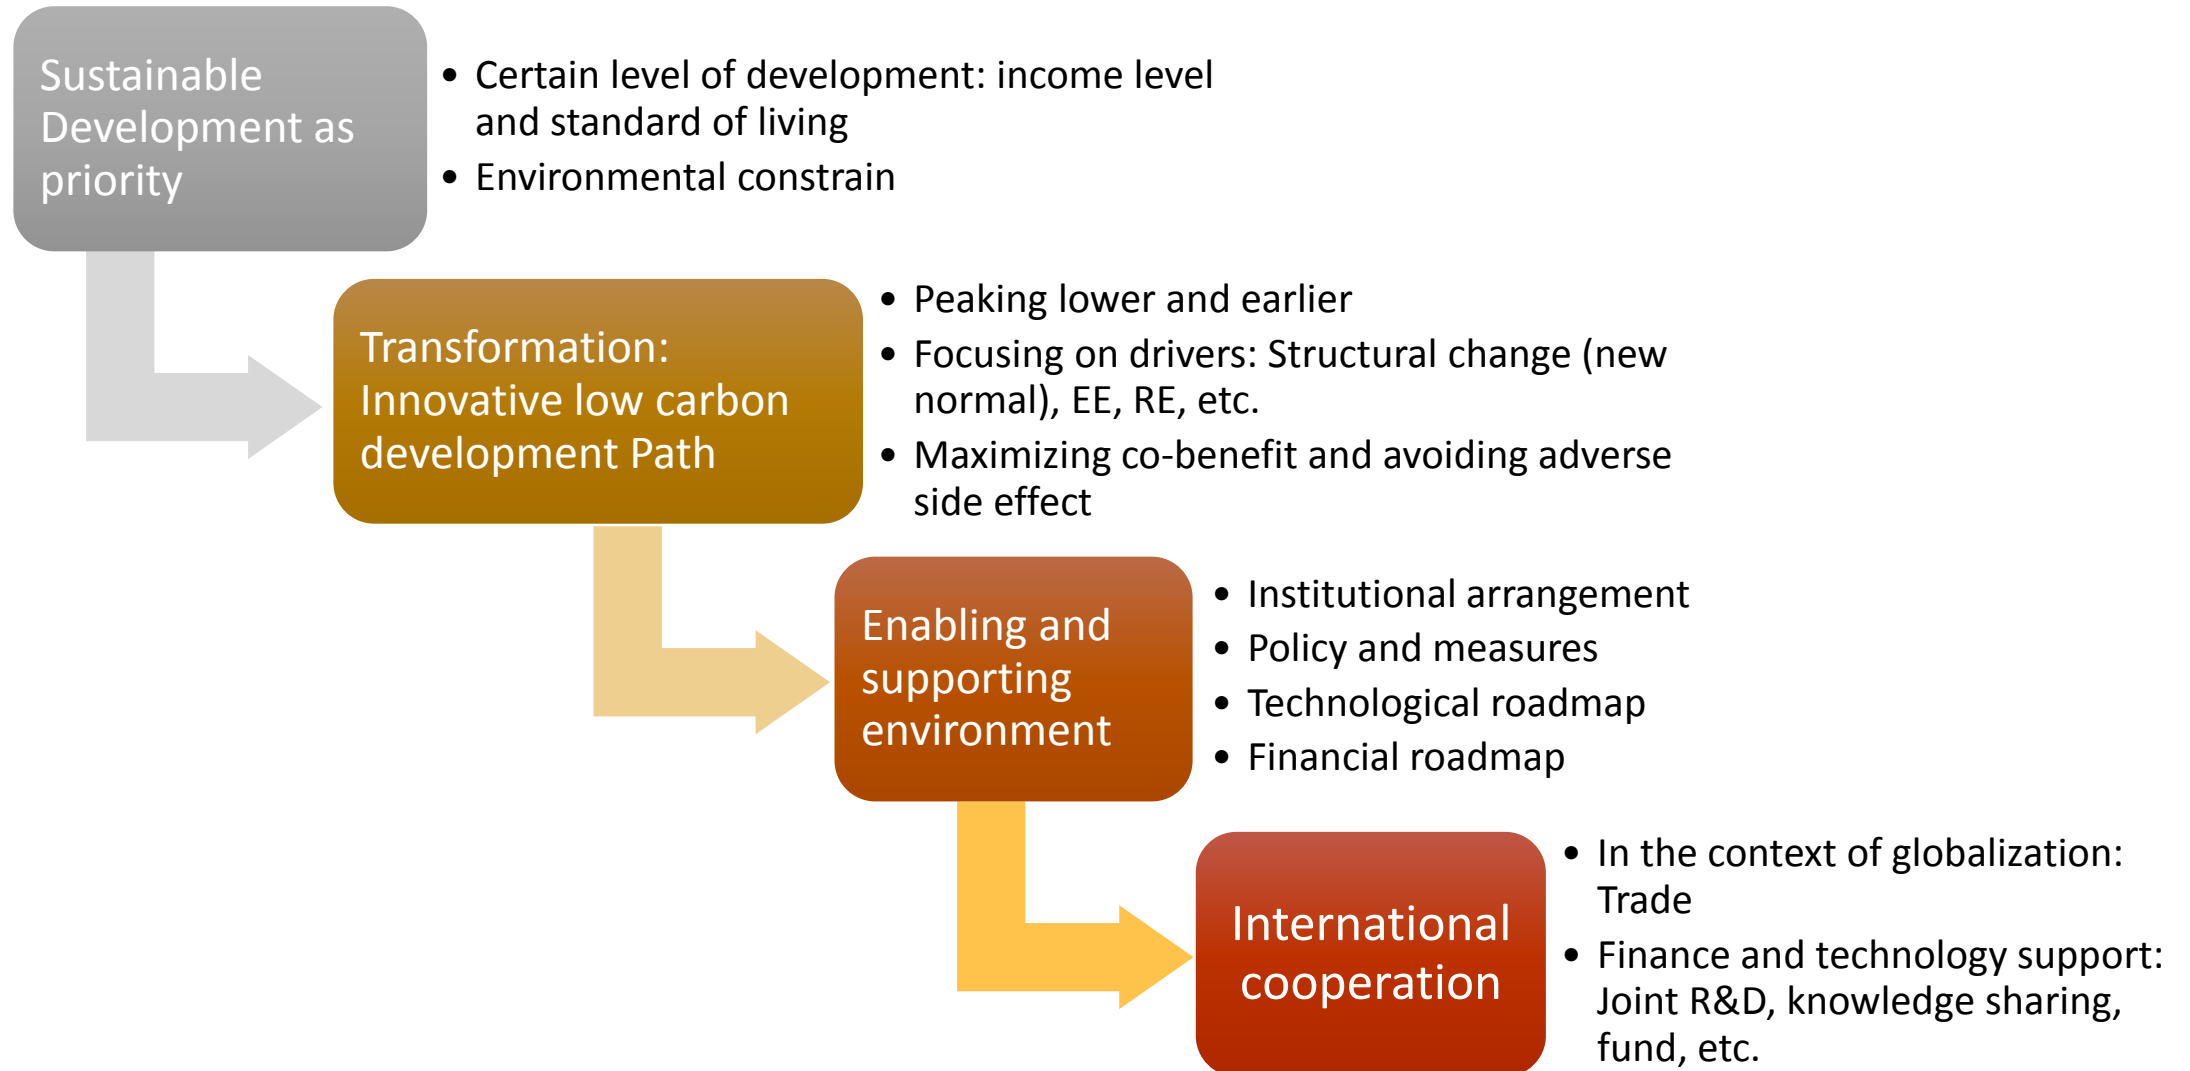 Sustainable
Development as
priority
• Certain level of development: income level
and standard of living
• Environmental constrain
Transformation:
Innovative low carbon
development Path
• Peaking lower and earlier
• Focusing on drivers: Structural change (new
normal), EE, RE, etc.
• Maximizing co-benefit and avoiding adverse
side effect
Enabling and
supporting
environment
• Institutional arrangement
• Policy and measures
• Technological roadmap
• Financial roadmap
International
cooperation
• In the context of globalization:
Trade
• Finance and technology support:
Joint R&D, knowledge sharing,
fund, etc.